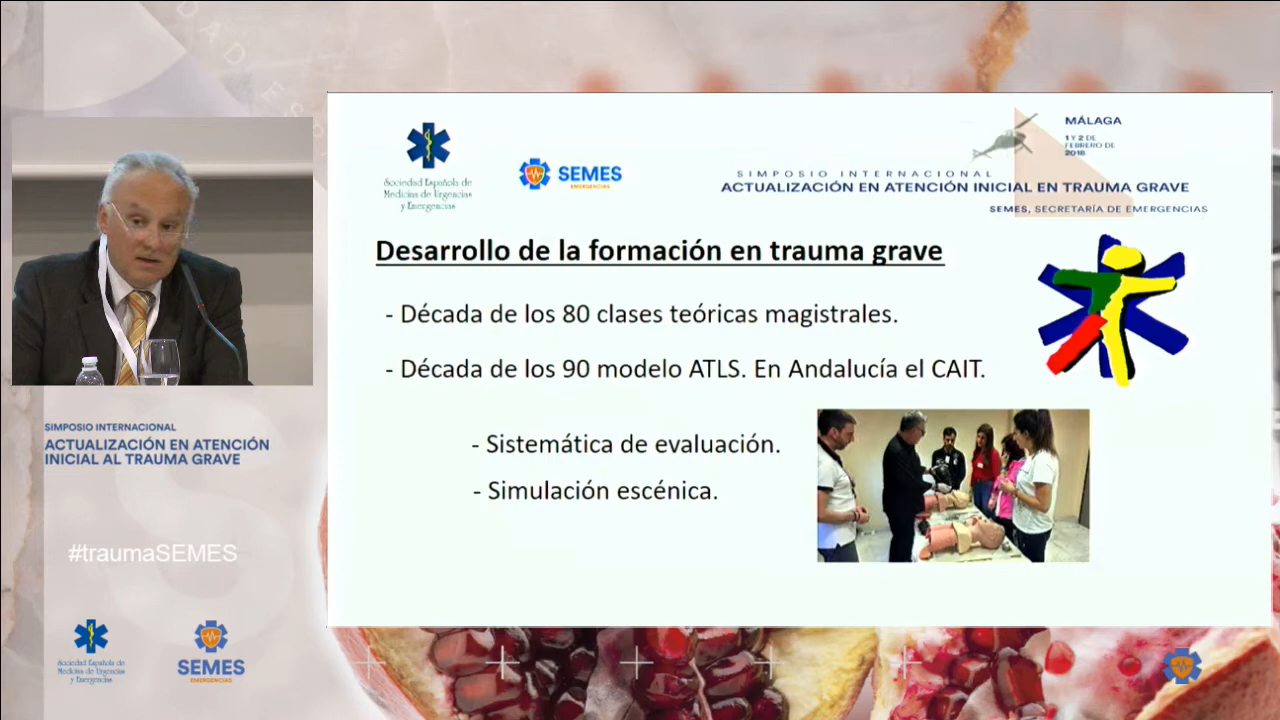 Sociedad Española de
Medicina de Urgencias
y Emergencias
SEMES
EMERGENCIAS
MÁLAGA
1 Y 2 DE
FEBRERO DE
2018
SIMPOSIO INTERNACIONAL
ACTUALIZACIÓN EN ATENCIÓN INICIAL EN TRAUMA GRAVE
SEMES, SECRETARÍA DE EMERGENCIAS
Desarrollo de la formación en trauma grave
- Década de los 80 clases teóricas magistrales.
- Década de los 90 modelo ATLS. En Andalucía el CAIT.
- Sistemática de evaluación.
- Simulación escénica.
SIMPOSIO INTERNACIONAL
ACTUALIZACIÓN EN ATENCIÓN
INICIAL AL TRAUMA GRAVE
#traumaSEMES
Sociedad Española de
Medicina de Urgencias
y Emergencias
SEMES
EMERGENCIAS